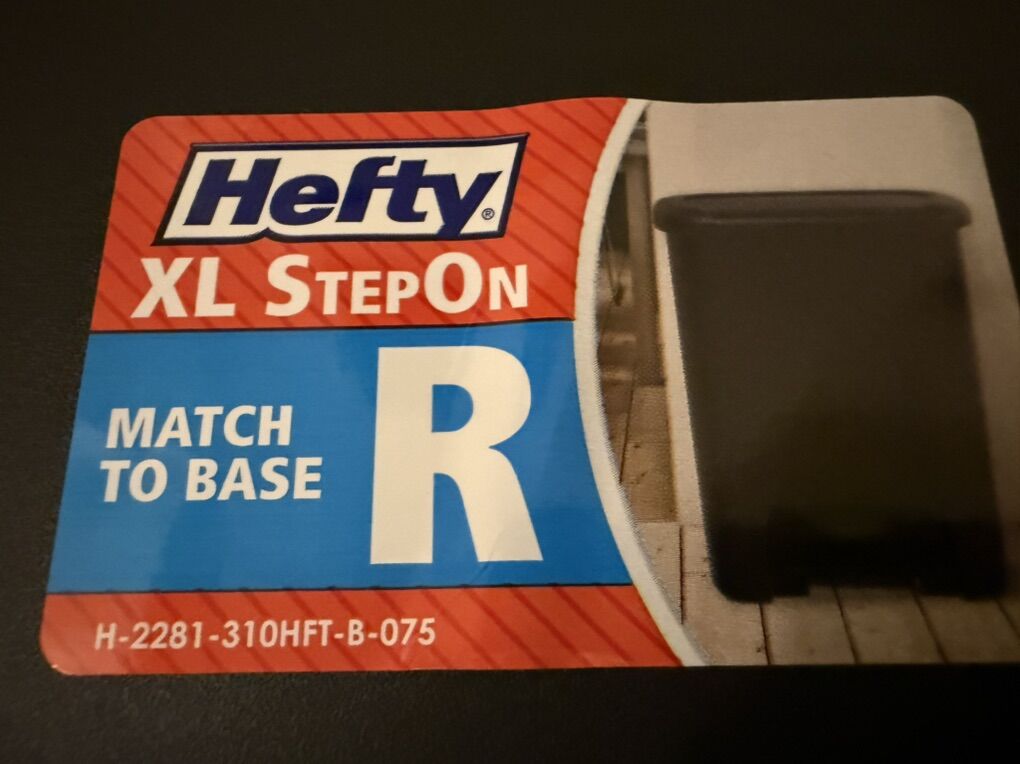 Hefty®
XL STEPON
MATCH
TO BASE
R
H-2281-310HFT-B-075